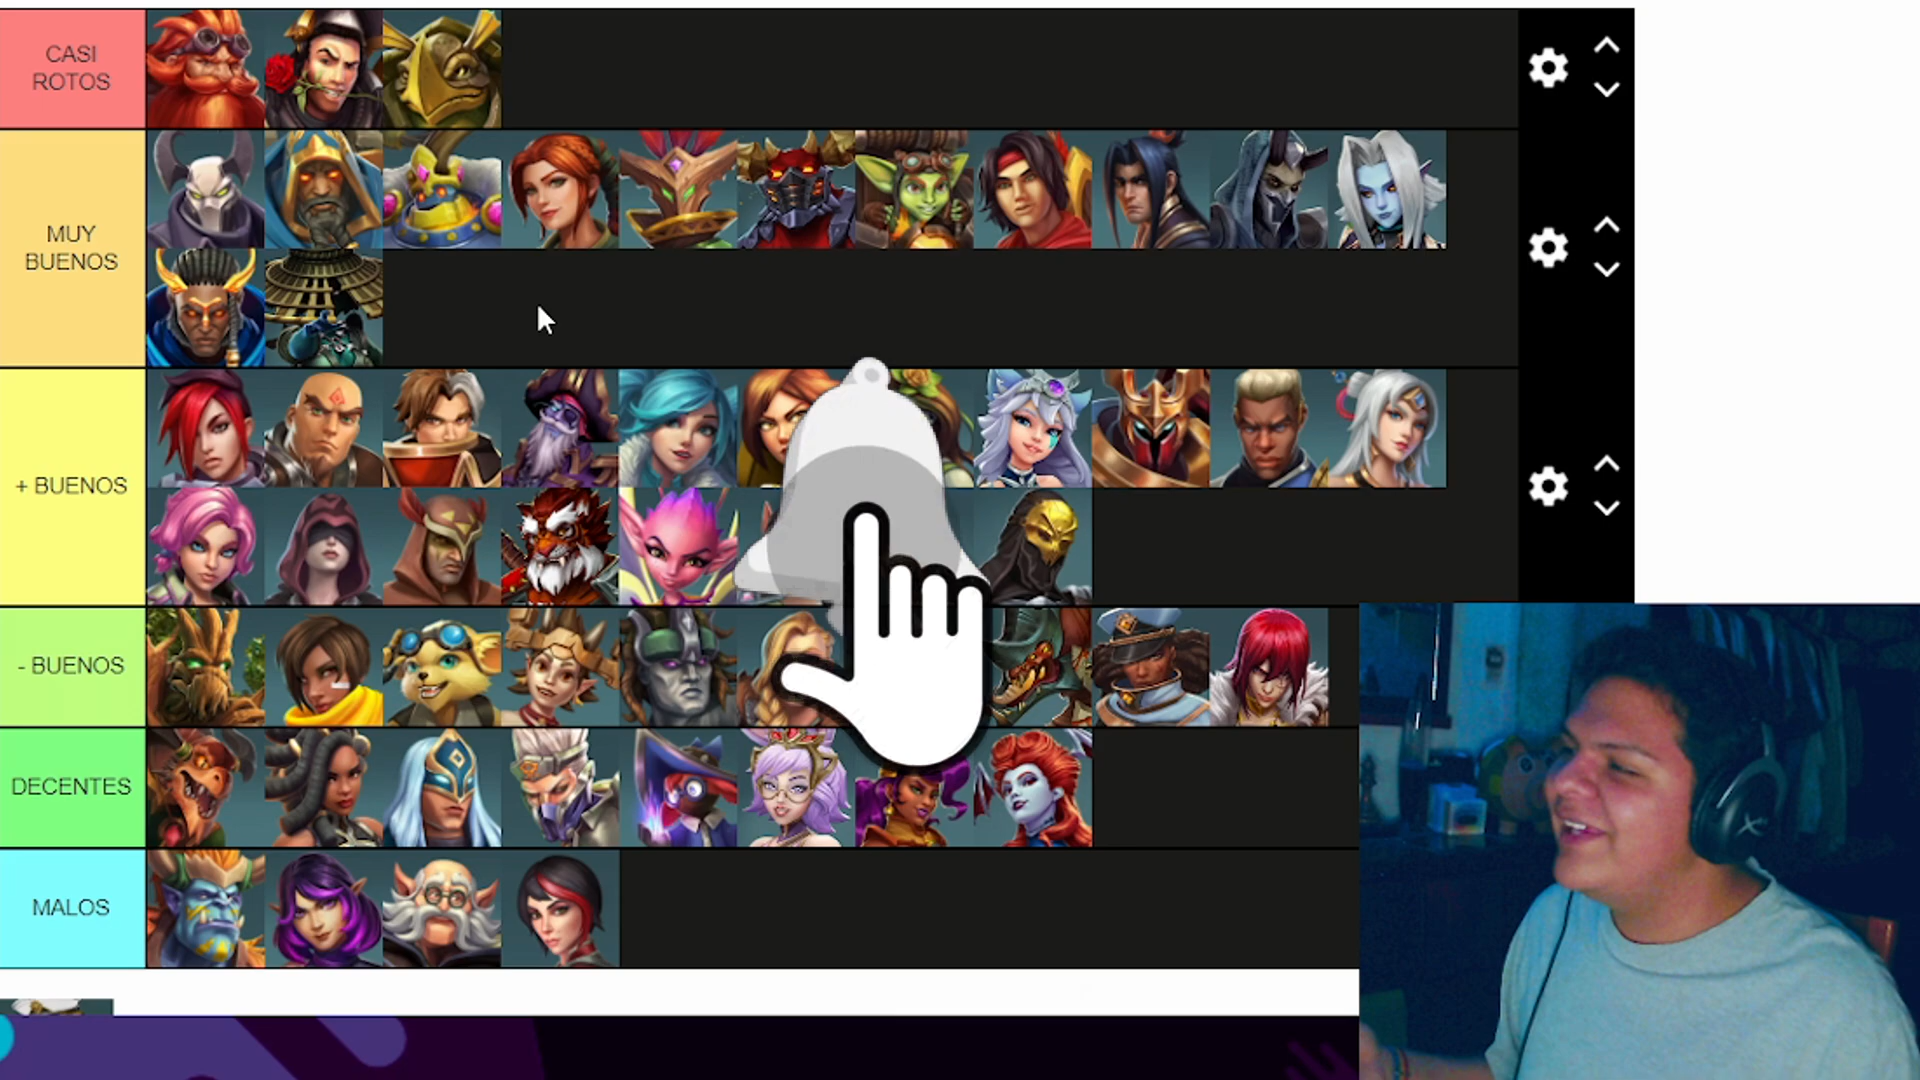 CASI
ROTOS
MUY
BUENOS
+ BUENOS
- BUENOS
DECENTES
MALOS